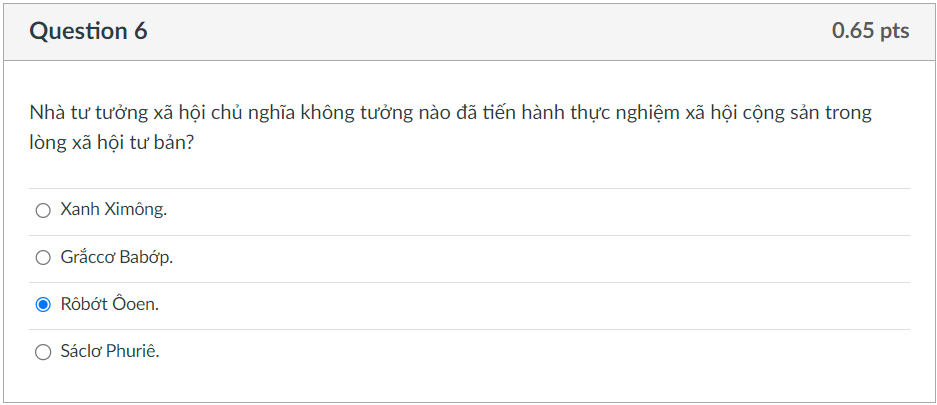 Question 6
0.65 pts
Nhà tư tưởng xã hội chủ nghĩa không tưởng nào đã tiến hành thực nghiệm xã hội cộng sản trong
lòng xã hội tư bản?
Xanh Ximông.
Grắccơ Babớp.
Rôbớt Ôoen.
Sáclơ Phuriê.